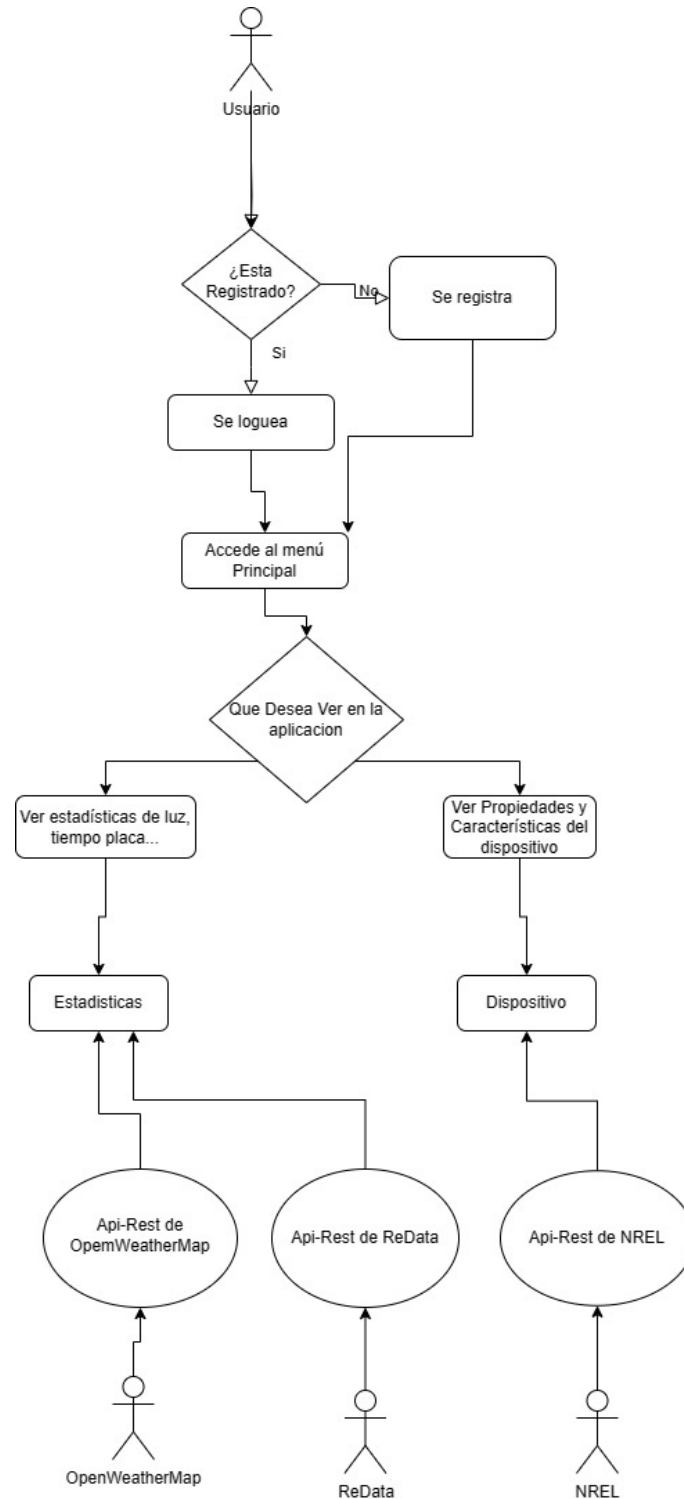 Usuario
¿Esta
Registrado?
No
Se registra
Si
Se loguea
Accede al menú
Principal
Que Desea Ver en la
aplicacion
Ver estadísticas de luz,
tiempo placa...
Ver Propiedades y
Características del
dispositivo
Estadisticas
Dispositivo
Api-Rest de
OpemWeatherMap
Api-Rest de ReData
Api-Rest de NREL
OpenWeatherMap
ReData
NREL